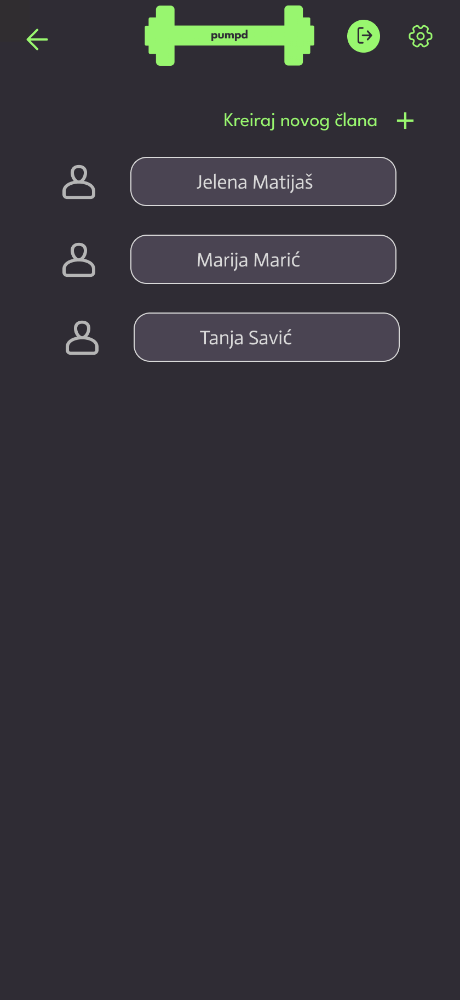 pumpd
Kreiraj novog člana
Jelena Matijaš
Marija Marić
Tanja Savić